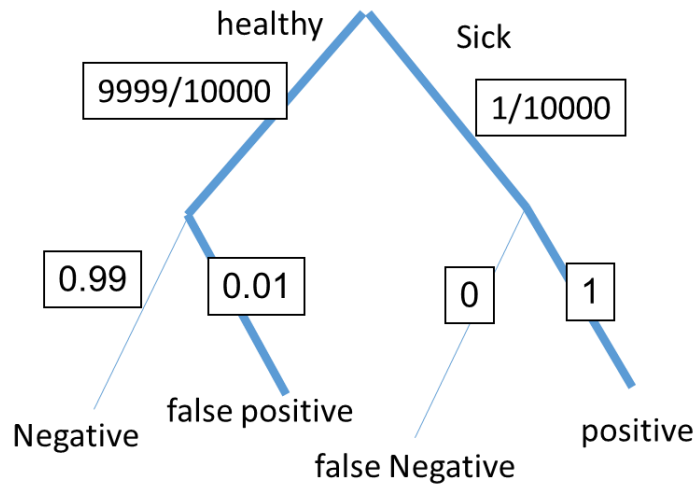 healthy
Sick
9999/10000
1/10000
0.99
0.01
0
1
Negative
false positive
false Negative
positive